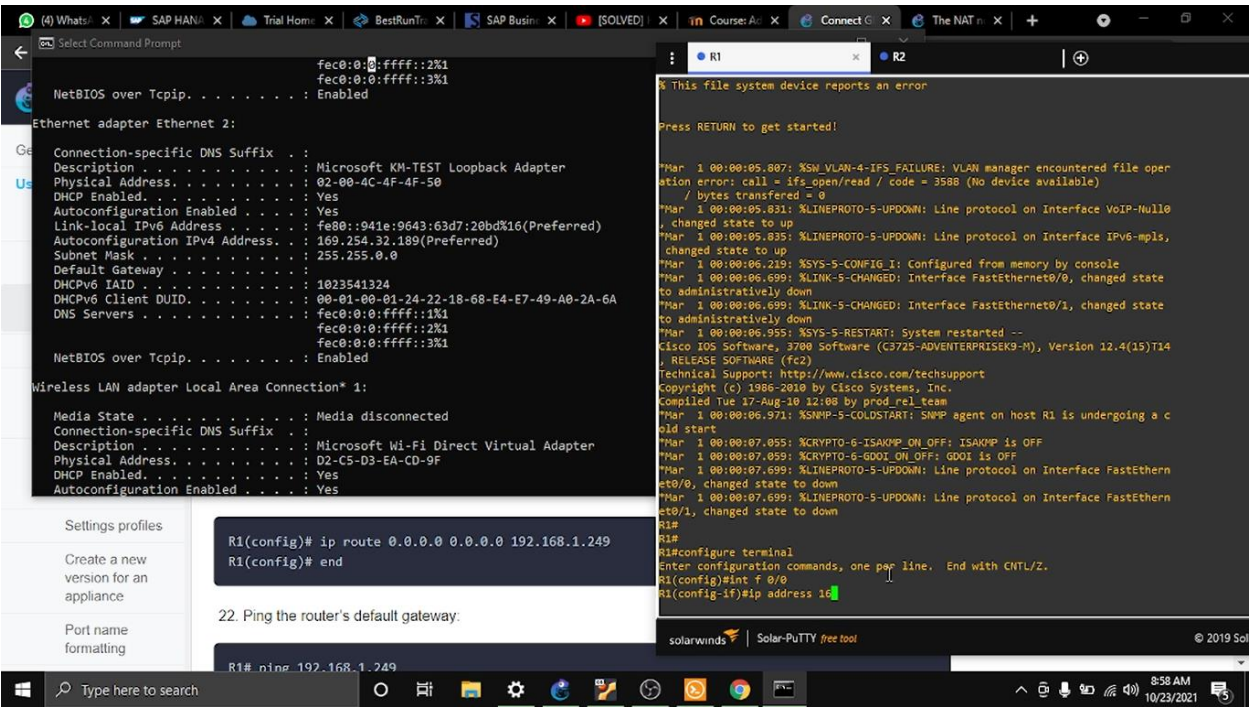 (4) WhatsA
SAP HANA
Trial Home
BestRunTr
SAP Busine
[SOLVED]
Course: Ad
Connect G
The NAT n
Select Command Prompt
fec0:0:0:ffff::2%1
fec0:0:0:ffff::3%1
NetBIOS over Tcpip. . . . . . . . : Enabled
Ethernet adapter Ethernet 2:
Connection-specific DNS Suffix . :
Description . . . . . . . . . . . : Microsoft KM-TEST Loopback Adapter
Physical Address. . . . . . . . . : 02-00-4C-4F-4F-50
DHCP Enabled. . . . . . . . . . . : Yes
Autoconfiguration Enabled . . . . : Yes
Link-local IPv6 Address . . . . . : fe80::941e:9643:63d7:20bd%16(Preferred)
Autoconfiguration IPv4 Address. . : 169.254.32.189(Preferred)
Subnet Mask . . . . . . . . . . . : 255.255.0.0
Default Gateway . . . . . . . . . :
DHCPv6 IAID . . . . . . . . . . . : 1023541324
DHCPv6 Client DUID. . . . . . . . : 00-01-00-01-24-22-18-68-E4-E7-49-A0-2A-6A
DNS Servers . . . . . . . . . . . : fec0:0:0:ffff::1%1
fec0:0:0:ffff::2%1
fec0:0:0:ffff::3%1
NetBIOS over Tcpip. . . . . . . . : Enabled
Wireless LAN adapter Local Area Connection* 1:
Media State . . . . . . . . . . . : Media disconnected
Connection-specific DNS Suffix . :
Description . . . . . . . . . . . : Microsoft Wi-Fi Direct Virtual Adapter
Physical Address. . . . . . . . . : D2-C5-D3-EA-CD-9F
DHCP Enabled. . . . . . . . . . . : Yes
Autoconfiguration Enabled . . . . : Yes
Ge
Us
Settings profiles
Create a new
version for an
appliance
Port name
formatting
R1(config)# ip route 0.0.0.0 0.0.0.0 192.168.1.249
R1(config)# end
22. Ping the router's default gateway:
R1# ping 192.168.1.249
R1
R2
% This file system device reports an error
Press RETURN to get started!
*Mar 1 00:00:05.807: %SW_VLAN-4-IFS_FAILURE: VLAN manager encountered file oper
ation error: call = ifs_open/read / code = 3588 (No device available)
/ bytes transfered = 0
*Mar 1 00:00:05.831: %LINEPROTO-5-UPDOWN: Line protocol on Interface VoIP-Null0
, changed state to up
*Mar 1 00:00:05.835: %LINEPROTO-5-UPDOWN: Line protocol on Interface IPv6-mpls,
changed state to up
*Mar 1 00:00:06.219: %SYS-5-CONFIG_I: Configured from memory by console
*Mar 1 00:00:06.699: %LINK-5-CHANGED: Interface FastEthernet0/0, changed state
to administratively down
*Mar 1 00:00:06.699: %LINK-5-CHANGED: Interface FastEthernet0/1, changed state
to administratively down
*Mar 1 00:00:06.955: %SYS-5-RESTART: System restarted --
Cisco IOS Software, 3700 Software (C3725-ADVENTERPRISEK9-M), Version 12.4(15)T14
, RELEASE SOFTWARE (fc2)
Technical Support: http://www.cisco.com/techsupport
Copyright (c) 1986-2010 by Cisco Systems, Inc.
Compiled Tue 17-Aug-10 12:08 by prod_rel_team
*Mar 1 00:00:06.971: %SNMP-5-COLDSTART: SNMP agent on host R1 is undergoing a c
old start
*Mar 1 00:00:07.055: %CRYPTO-6-ISAKMP_ON_OFF: ISAKMP is OFF
*Mar 1 00:00:07.059: %CRYPTO-6-GDOI_ON_OFF: GDOI is OFF
*Mar 1 00:00:07.699: %LINEPROTO-5-UPDOWN: Line protocol on Interface FastEthern
et0/0, changed state to down
*Mar 1 00:00:07.699: %LINEPROTO-5-UPDOWN: Line protocol on Interface FastEthern
et0/1, changed state to down
R1#
R1#
R1#configure terminal
Enter configuration commands, one per line. End with CNTL/Z.
R1(config)#int f 0/0
R1(config-if)#ip address 16
solarwinds
Solar-PuTTY free tool
© 2019 Sol
Type here to search
8:58 AM
10/23/2021
5